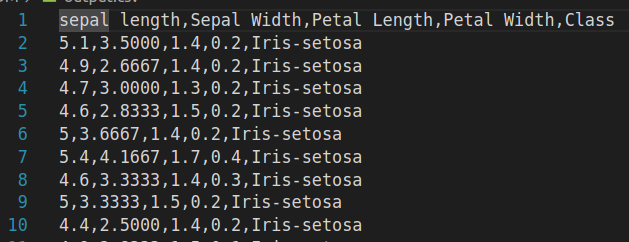 1 sepal length,Sepal Width,Petal Length,Petal Width,Class
2 5.1,3.5000,1.4,0.2,Iris-setosa
3 4.9,2.6667,1.4,0.2,Iris-setosa
4 4.7,3.0000,1.3,0.2,Iris-setosa
5 4.6,2.8333,1.5,0.2,Iris-setosa
6 5,3.6667,1.4,0.2,Iris-setosa
7 5.4,4.1667,1.7,0.4,Iris-setosa
8 4.6,3.3333,1.4,0.3,Iris-setosa
9 5,3.3333,1.5,0.2,Iris-setosa
10 4.4,2.5000,1.4,0.2,Iris-setosa